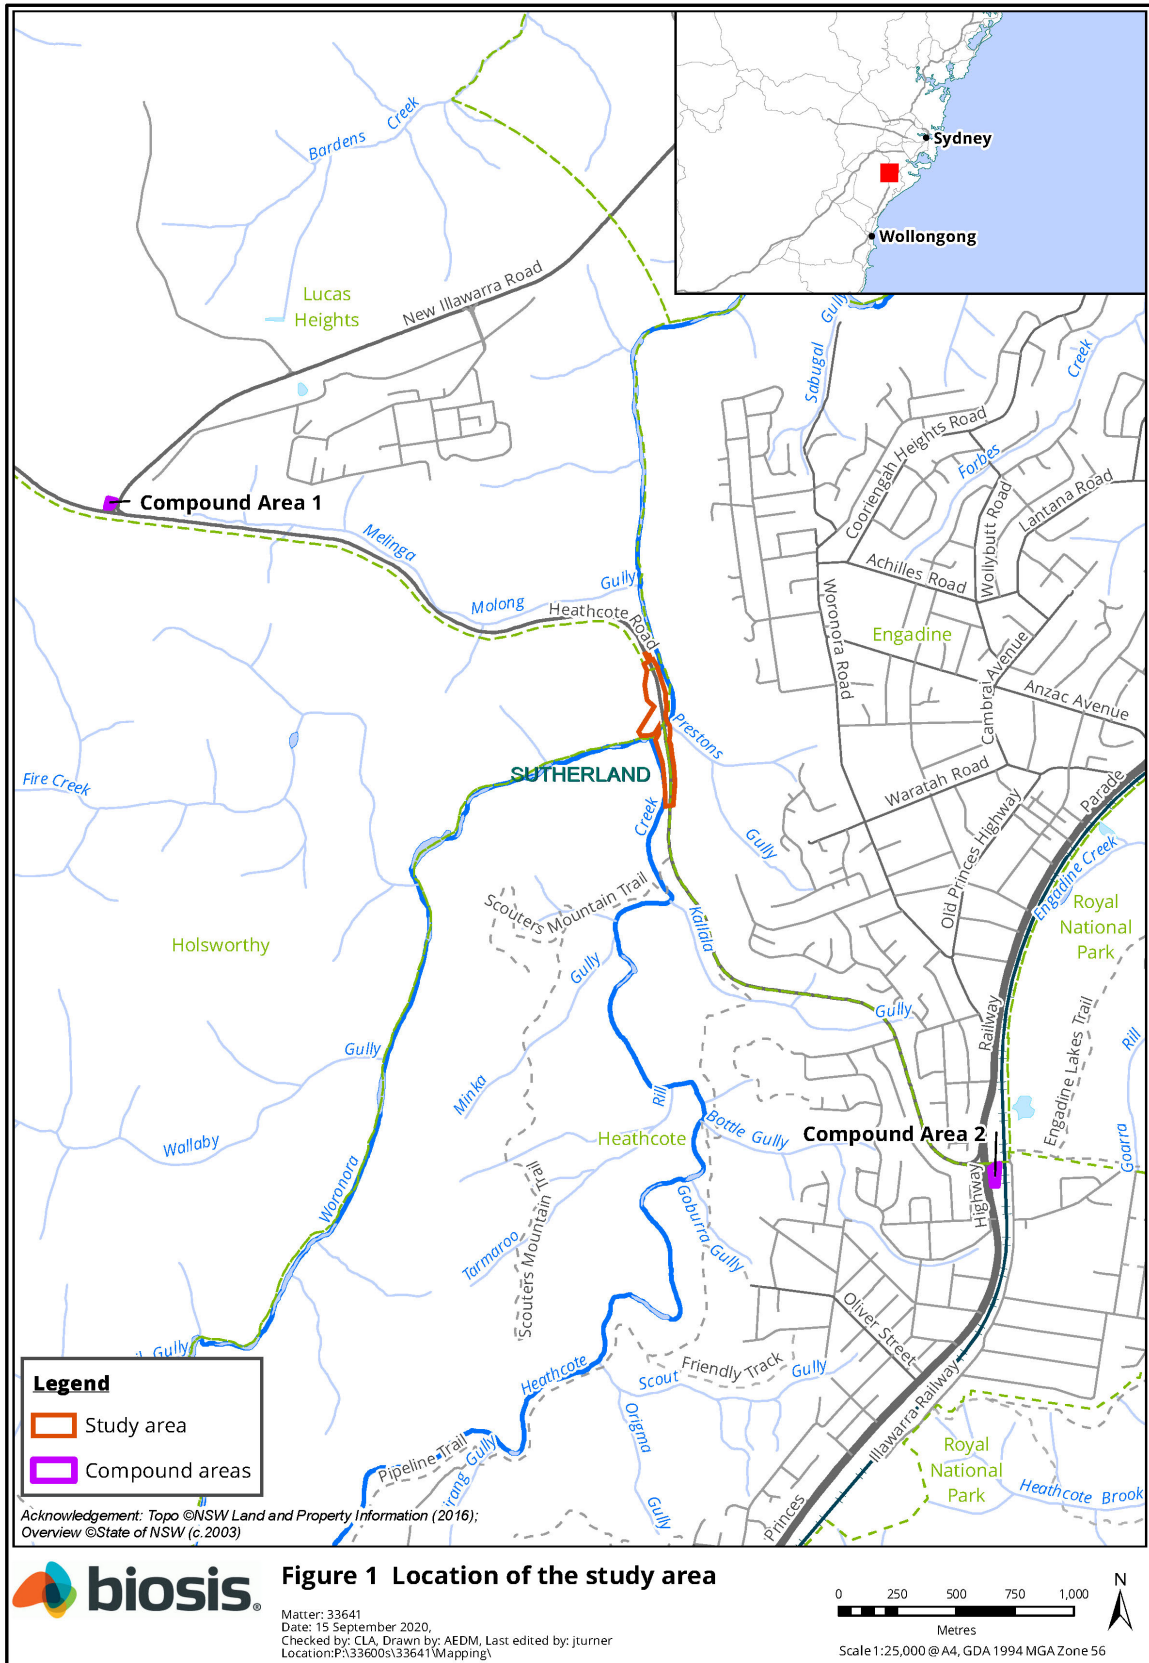 Bardens Creek
Sydney
Wollongong
Lucas
Heights
New Illawarra Road
Sabugal Gully
Creek
Forbes
Cooriengah Heights Road
Wollybutt Road
Lantana Road
Compound Area 1
Melinga
Molong
Gully
Heathcote Road
Achilles Road
Woronora Road
Engadine
Cambrai Avenue
Anzac Avenue
Prestons
Gully
SUTHERLAND
Fire Creek
Creek
Waratah Road
Old Princes Highway
Parade
Engadine Creek
Royal
National
Park
Scouters Mountain Trail
Kallala
Gully
Holsworthy
Gully
Railway
Engadine Lakes Trail
Rill
Gully
Minka
Rill
Bottle Gully
Heathcote
Compound Area 2
Goarra
Wallaby
Woronora
Scouters Mountain Trail
Tarmaroo
Goburra Gully
Highway
Oliver Street
Gully
Heathcote
Friendly Track
Scout
Gully
Illawarra Railway
Origma
Gully
Royal
National
Park
Heathcote Brook
Pipeline Trail
Gully
Princes
Legend
Study area
Compound areas
Acknowledgement: Topo ©NSW Land and Property Information (2016);
Overview ©State of NSW (c.2003)
biosis.
Figure 1 Location of the study area
Matter: 33641
Date: 15 September 2020,
Checked by: CLA, Drawn by: AEDM, Last edited by: jturner
Location:P:\33600s\33641\Mapping\
0 250 500 750 1,000
Metres
Scale 1:25,000 @ A4, GDA 1994 MGA Zone 56
N